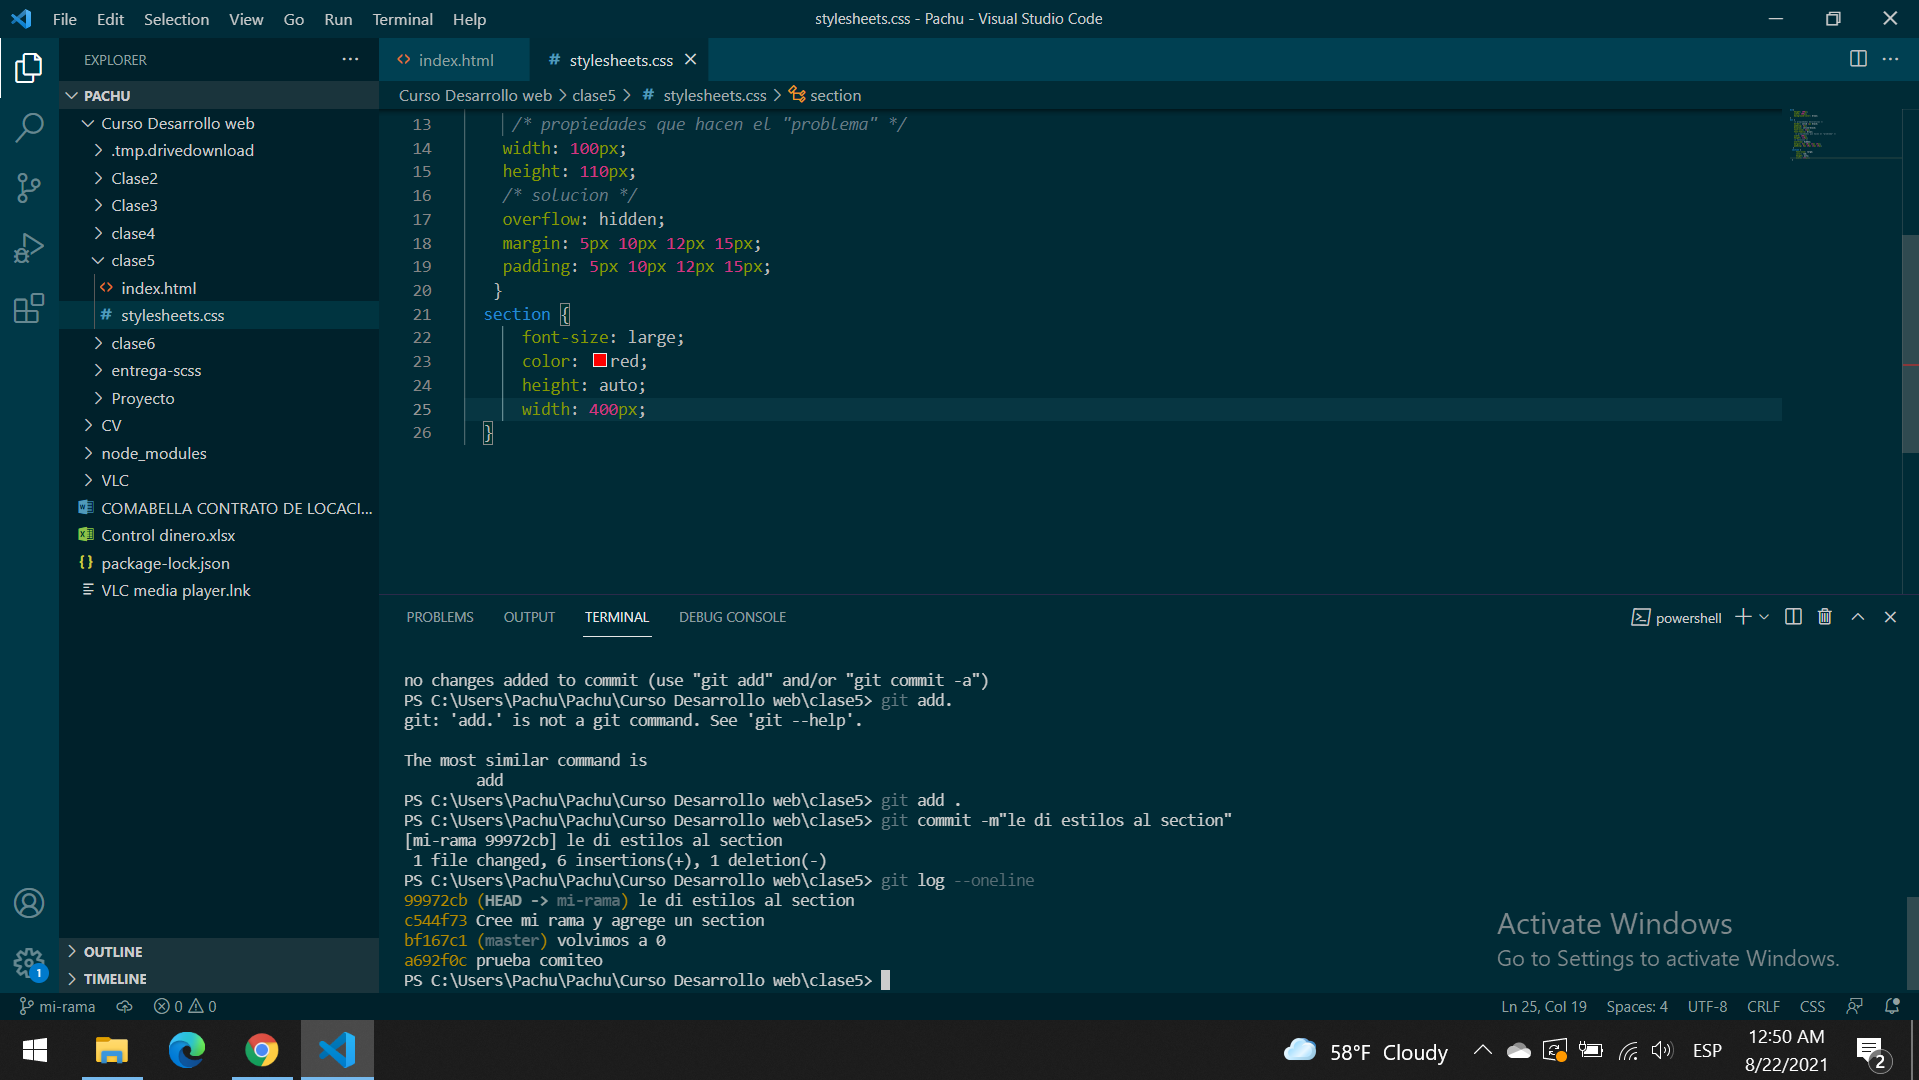 File Edit Selection View Go Run Terminal Help
stylesheets.css - Pachu - Visual Studio Code
EXPLORER
PACHU
Curso Desarrollo web
.tmp.drivedownload
Clase2
Clase3
clase4
clase5
index.html
stylesheets.css
clase6
entrega-scss
Proyecto
CV
node_modules
VLC
COMABELLA CONTRATO DE LOCACI...
Control dinero.xlsx
package-lock.json
VLC media player.lnk
OUTLINE
TIMELINE
index.html
stylesheets.css
Curso Desarrollo web > clase5 > # stylesheets.css > section
13 /* propiedades que hacen el "problema" */
14 width: 100px;
15 height: 110px;
16 /* solucion */
17 overflow: hidden;
18 margin: 5px 10px 12px 15px;
19 padding: 5px 10px 12px 15px;
20 }
21 section {
22 font-size: large;
23 color: red;
24 height: auto;
25 width: 400px;
26 }
PROBLEMS OUTPUT TERMINAL DEBUG CONSOLE
powershell
no changes added to commit (use "git add" and/or "git commit -a")
PS C:\Users\Pachu\Pachu\Curso Desarrollo web\clase5> git add.
git: 'add.' is not a git command. See 'git --help'.
The most similar command is
add
PS C:\Users\Pachu\Pachu\Curso Desarrollo web\clase5> git add .
PS C:\Users\Pachu\Pachu\Curso Desarrollo web\clase5> git commit -m"le di estilos al section"
[mi-rama 99972cb] le di estilos al section
1 file changed, 6 insertions(+), 1 deletion(-)
PS C:\Users\Pachu\Pachu\Curso Desarrollo web\clase5> git log --oneline
99972cb (HEAD -> mi-rama) le di estilos al section
c544f73 Cree mi rama y agrege un section
bf167c1 (master) volvimos a 0
a692f0c prueba comiteo
PS C:\Users\Pachu\Pachu\Curso Desarrollo web\clase5>
Activate Windows
Go to Settings to activate Windows.
1
mi-rama
0 0
Ln 25, Col 19 Spaces: 4 UTF-8 CRLF CSS
58°F Cloudy
ESP
12:50 AM
8/22/2021
2